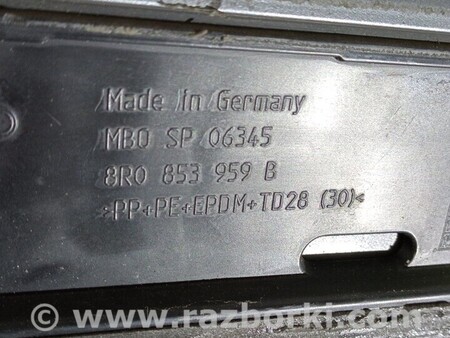 Made in Germany
MBO SP 06345
8R0 853 959 B
>PP+PE+EPDM+TD28 (30)<
© www.razborki.com